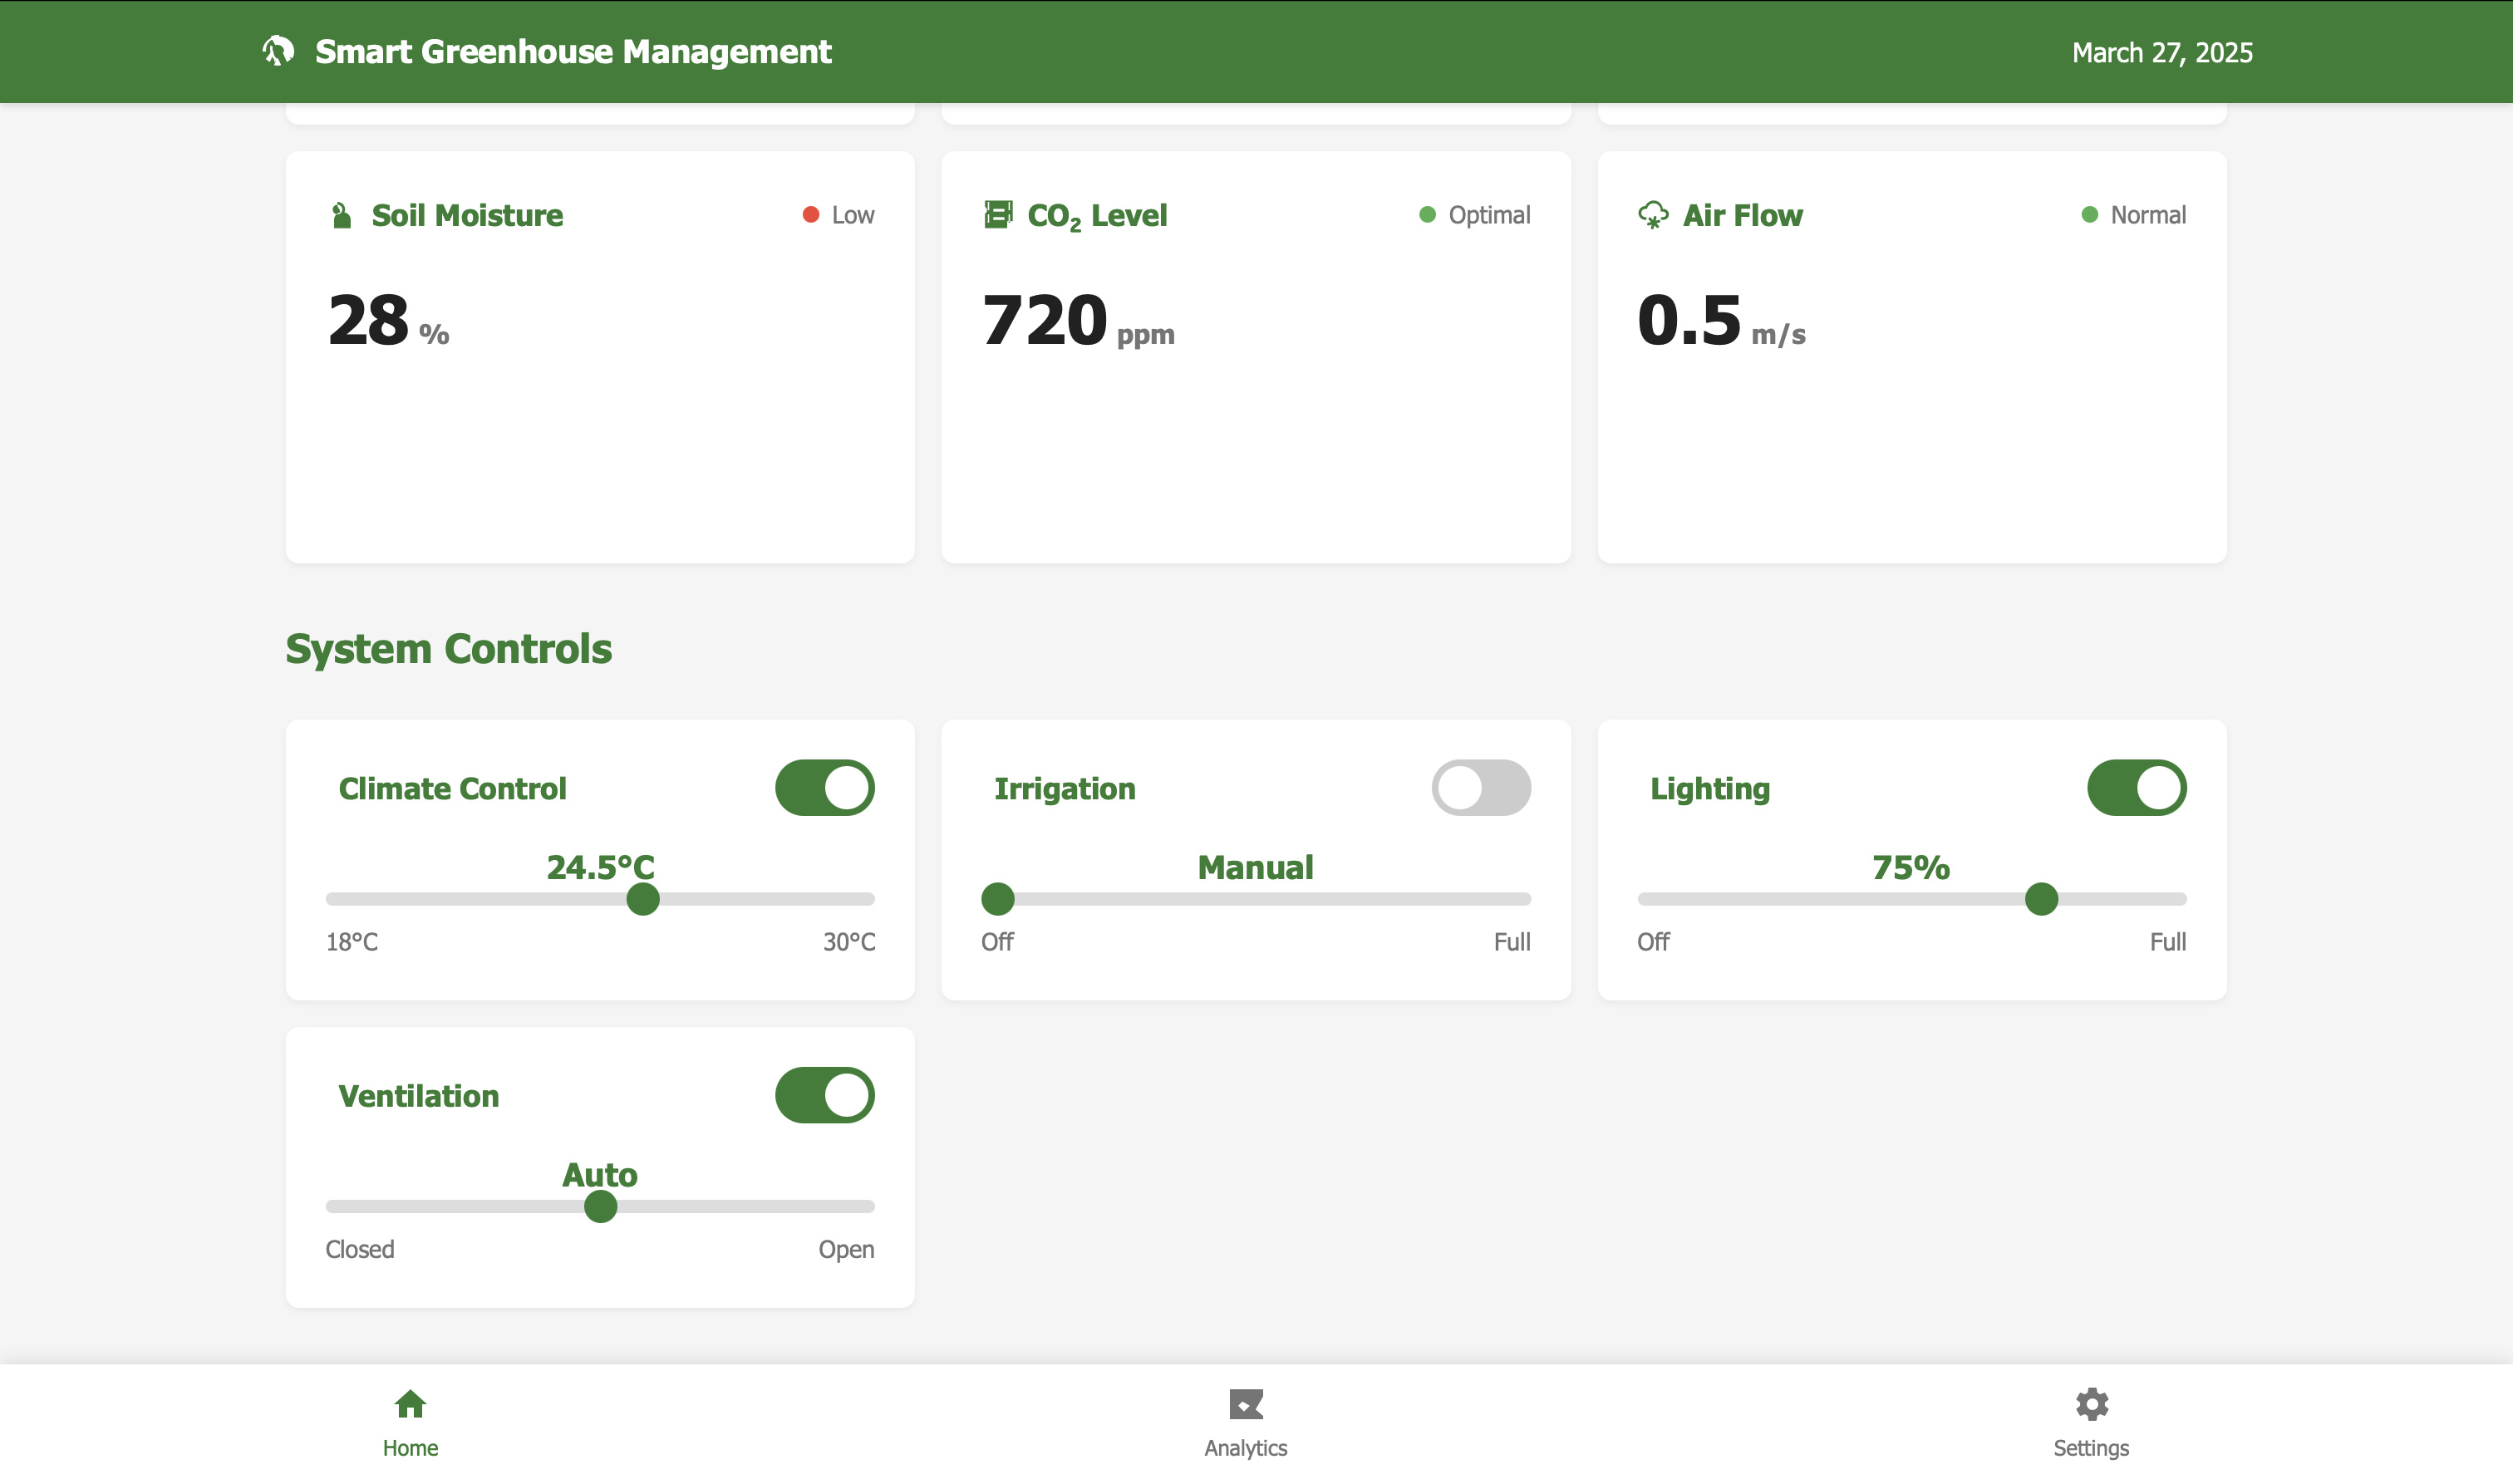 Smart Greenhouse Management
March 27, 2025
Soil Moisture
Low
28 %
CO₂ Level
Optimal
720 ppm
Air Flow
Normal
0.5 m/s
System Controls
Climate Control
24.5°C
18°C 30°C
Irrigation
Manual
Off Full
Lighting
75%
Off Full
Ventilation
Auto
Closed Open
Home
Analytics
Settings